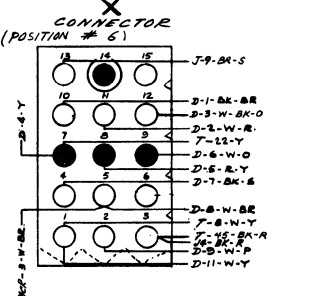 X
CONNECTOR
(POSITION # 6)
13 14 15
J-9-BR-S
10 11 12
D-1-BK-BR
D-3-W-BK-O
D-2-W-R
D-4-Y
7 8 9
T-22-Y
D-6-W-O
D-5-R-Y
D-7-BK-S
4 5 6
D-8-W-BR
1 2 3
T-8-W-Y
T-45-BK-R
J4-BK-R
D-9-W-P
D-11-W-Y